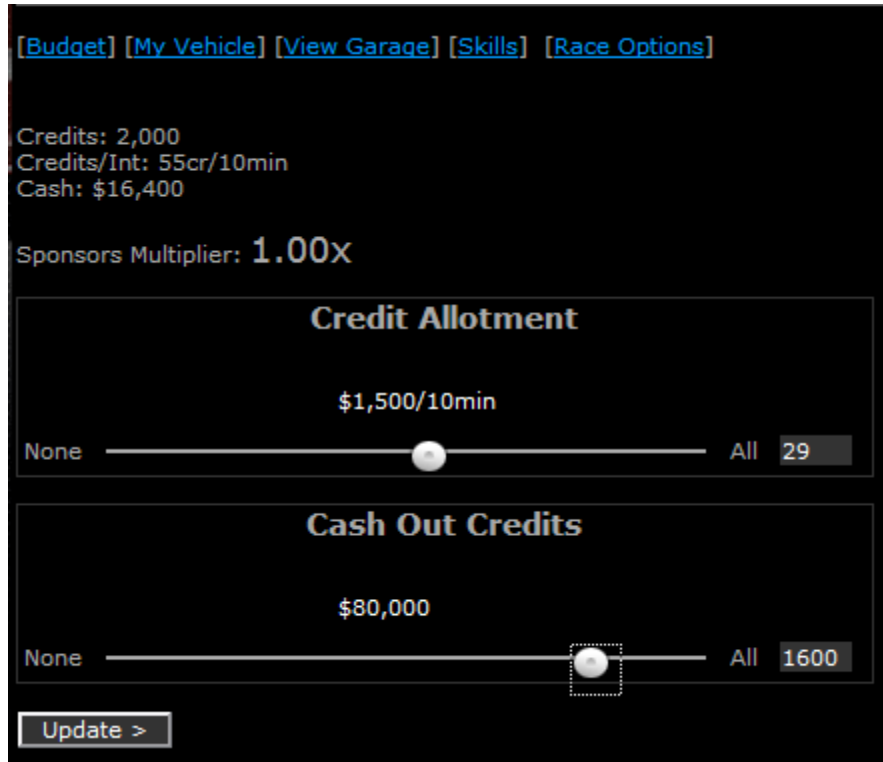 [Budget] [My Vehicle] [View Garage] [Skills] [Race Options]
Credits: 2,000
Credits/Int: 55cr/10min
Cash: $16,400
Sponsors Multiplier: 1.00x
Credit Allotment
$1,500/10min
None All 29
Cash Out Credits
$80,000
None All 1600
Update >